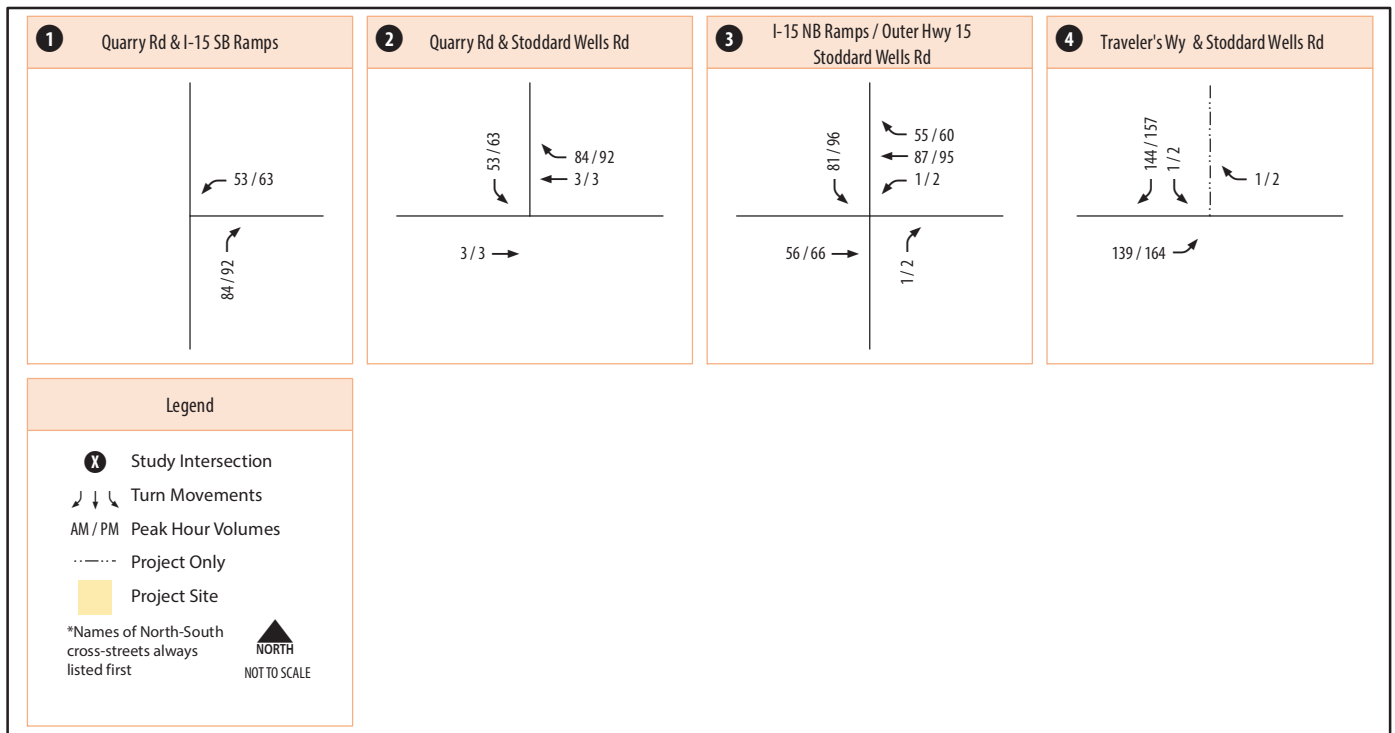 1
Quarry Rd & I-15 SB Ramps
53 / 63
84 / 92
2
Quarry Rd & Stoddard Wells Rd
53 / 63
84 / 92
3 / 3
3 / 3
3
I-15 NB Ramps / Outer Hwy 15
Stoddard Wells Rd
81 / 96
55 / 60
87 / 95
1 / 2
56 / 66
1 / 2
4
Traveler's Wy & Stoddard Wells Rd
144 / 157
1 / 2
1 / 2
139 / 164
Legend
X Study Intersection
Turn Movements
AM / PM Peak Hour Volumes
Project Only
Project Site
*Names of North-South
cross-streets always
listed first
NORTH
NOT TO SCALE